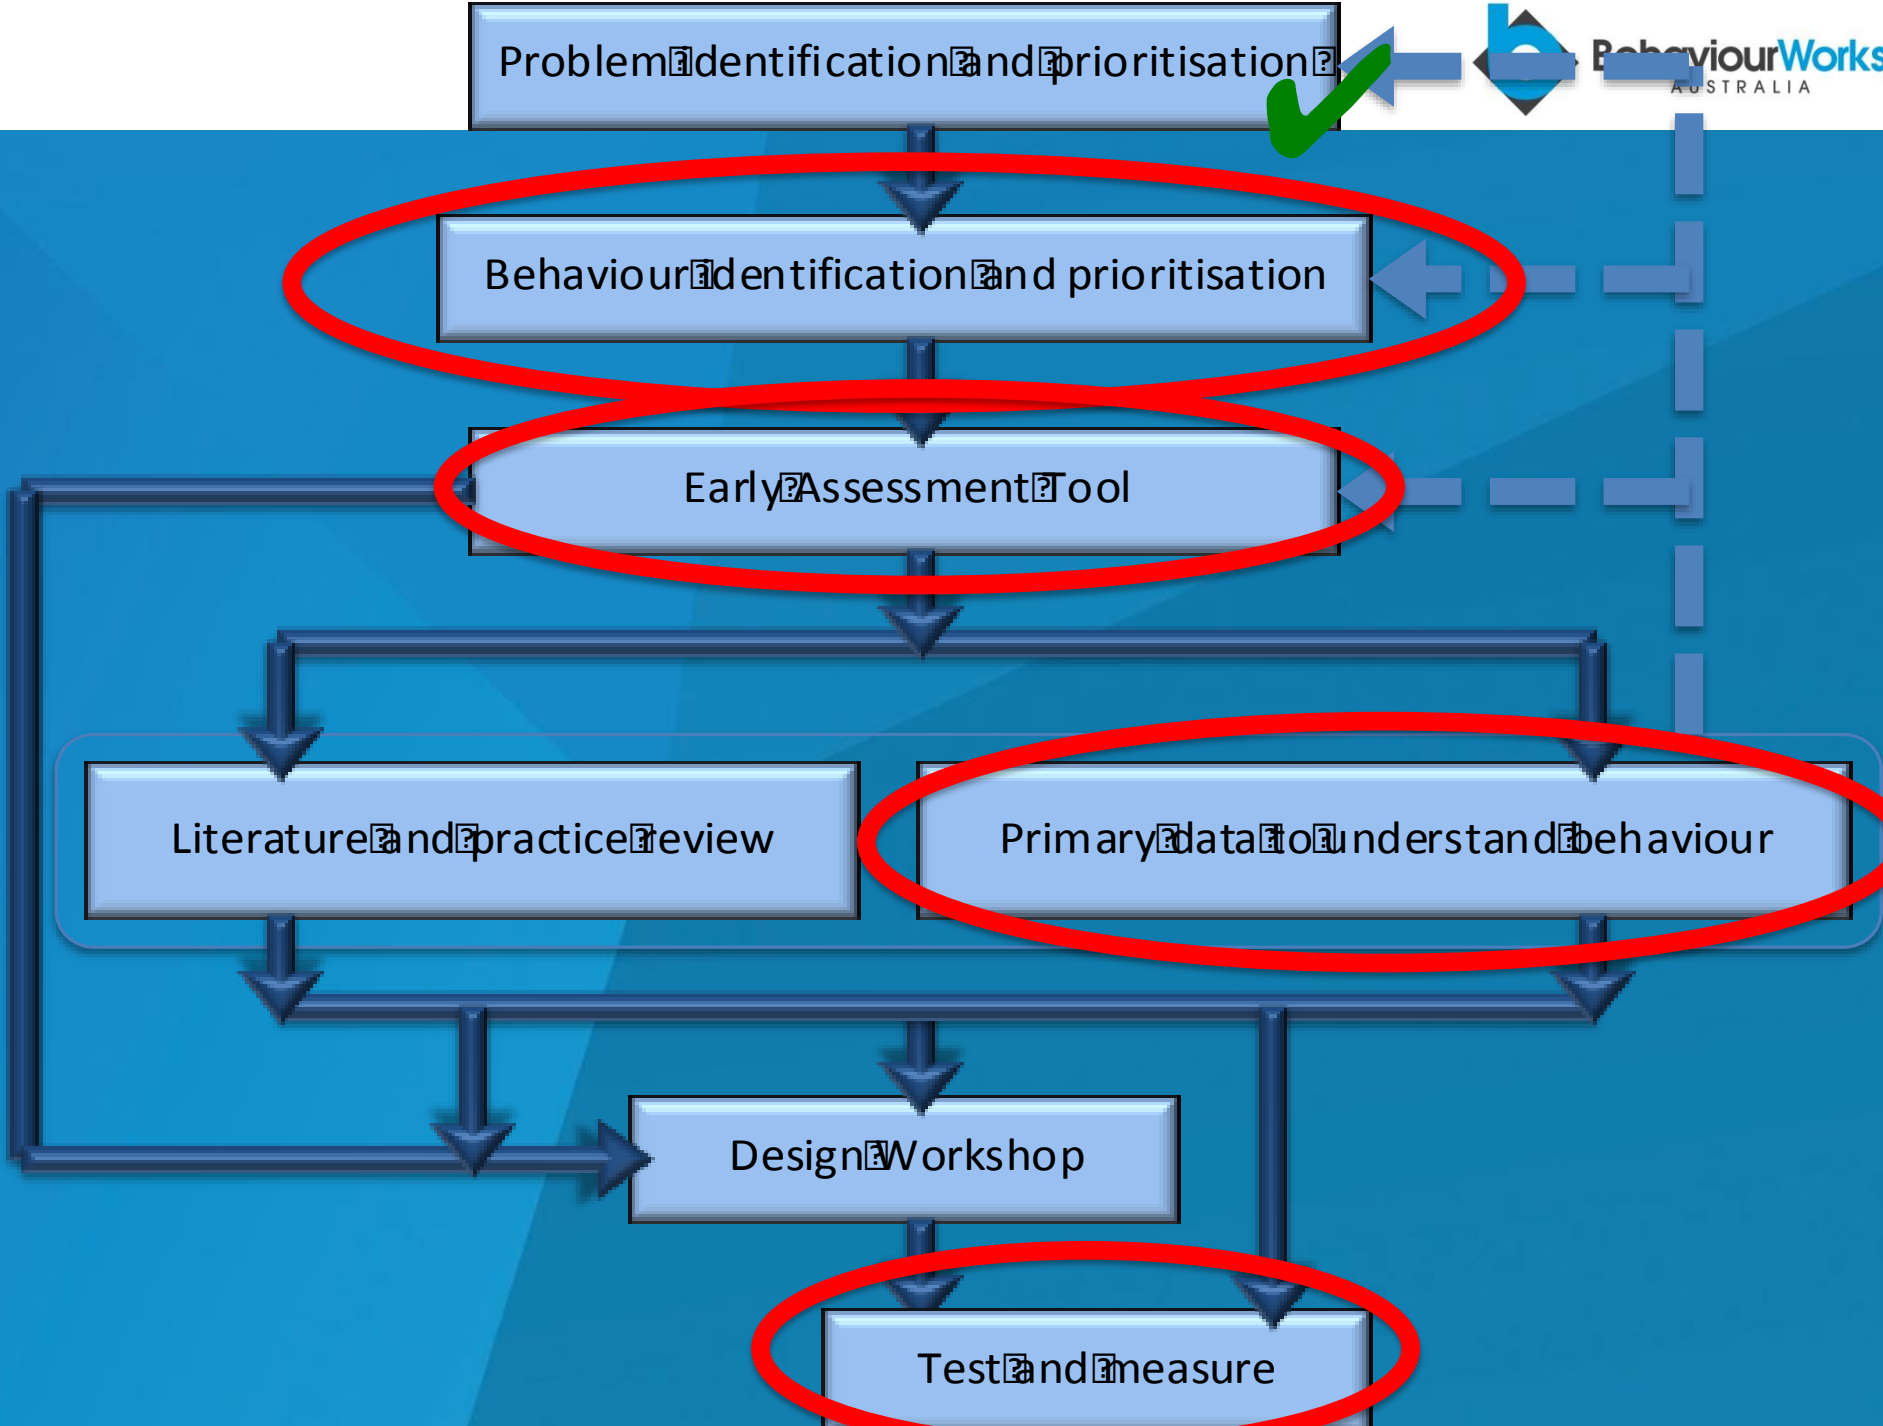 Problem identification and prioritisation
BehaviourWorks
AUSTRALIA
Behaviour identification and prioritisation
Early Assessment Tool
Literature and practice review
Primary data to understand behaviour
Design Workshop
Test and measure